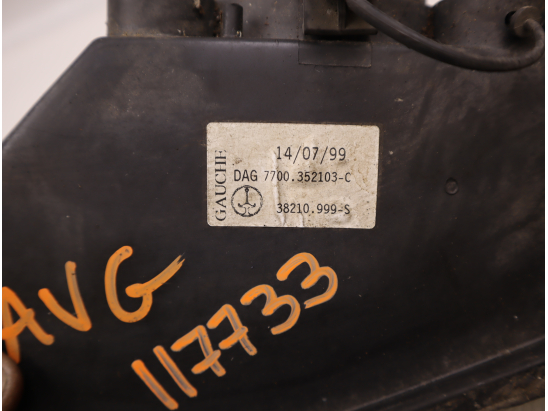 GAUCHE
14/07/99
DAG 7700.352103-C
38210.999-S
AVG
117733